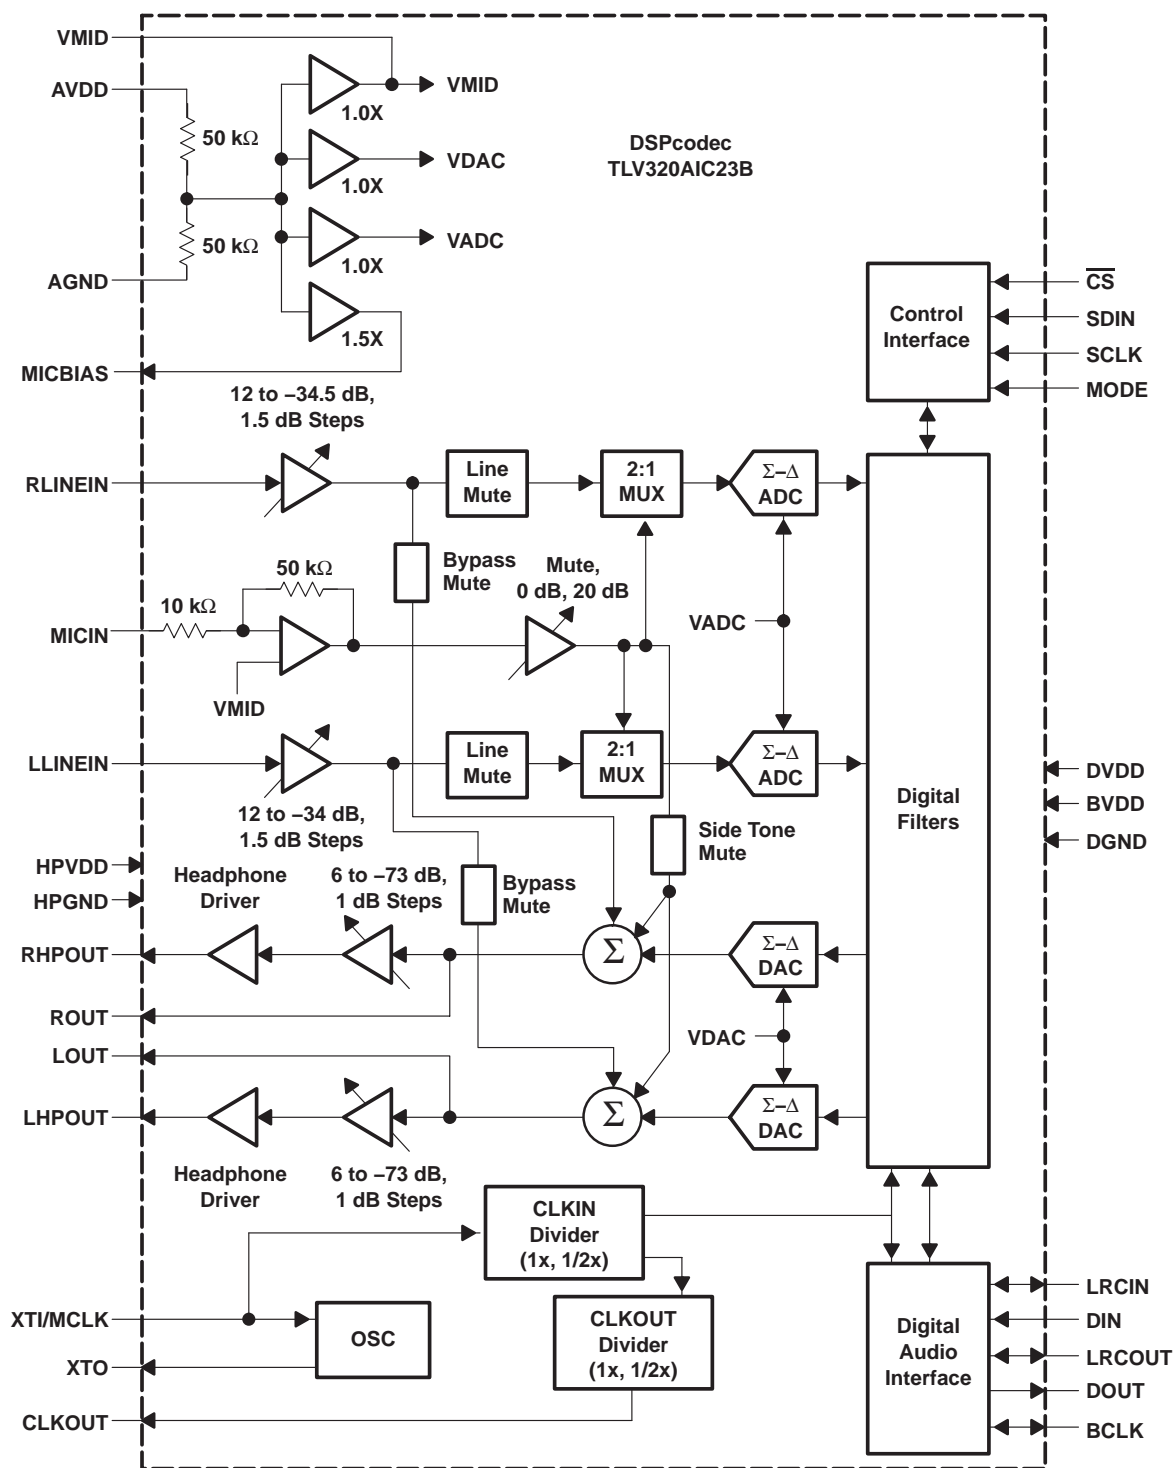 VMID
AVDD
50 kΩ
50 kΩ
AGND
MICBIAS
1.0X
VMID
1.0X
VDAC
1.0X
VADC
1.5X
DSPcodec
TLV320AIC23B
Control
Interface
CS
SDIN
SCLK
MODE
12 to –34.5 dB,
1.5 dB Steps
RLINEIN
Line
Mute
2:1
MUX
Σ–Δ
ADC
Bypass
Mute
Mute,
0 dB, 20 dB
50 kΩ
10 kΩ
MICIN
VMID
VADC
LLINEIN
Line
Mute
2:1
MUX
Σ–Δ
ADC
12 to –34 dB,
1.5 dB Steps
Digital
Filters
DVDD
BVDD
DGND
Side Tone
Mute
HPVDD
HPGND
Headphone
Driver
6 to –73 dB,
1 dB Steps
Bypass
Mute
RHPOUT
Σ
Σ–Δ
DAC
ROUT
LOUT
VDAC
LHPOUT
Σ
Σ–Δ
DAC
Headphone
Driver
6 to –73 dB,
1 dB Steps
CLKIN
Divider
(1x, 1/2x)
XTI/MCLK
OSC
XTO
CLKOUT
Divider
(1x, 1/2x)
CLKOUT
Digital
Audio
Interface
LRCIN
DIN
LRCOUT
DOUT
BCLK